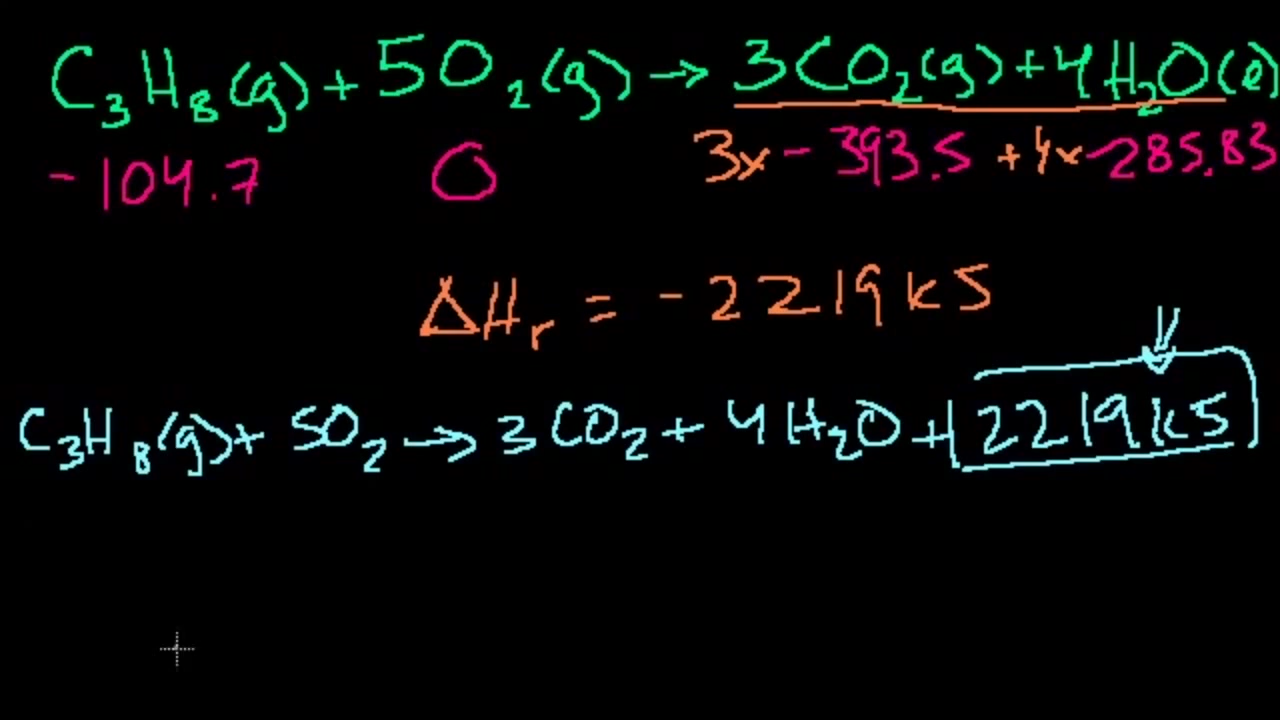 C₃H₈(g) + 5O₂(g) → 3CO₂(g) + 4H₂O(l)
-104.7 0 3x -393.5 + 4x -285.83
ΔHᵣ = -2219 kJ
C₃H₈(g) + 5O₂ → 3CO₂ + 4H₂O + 2219 kJ